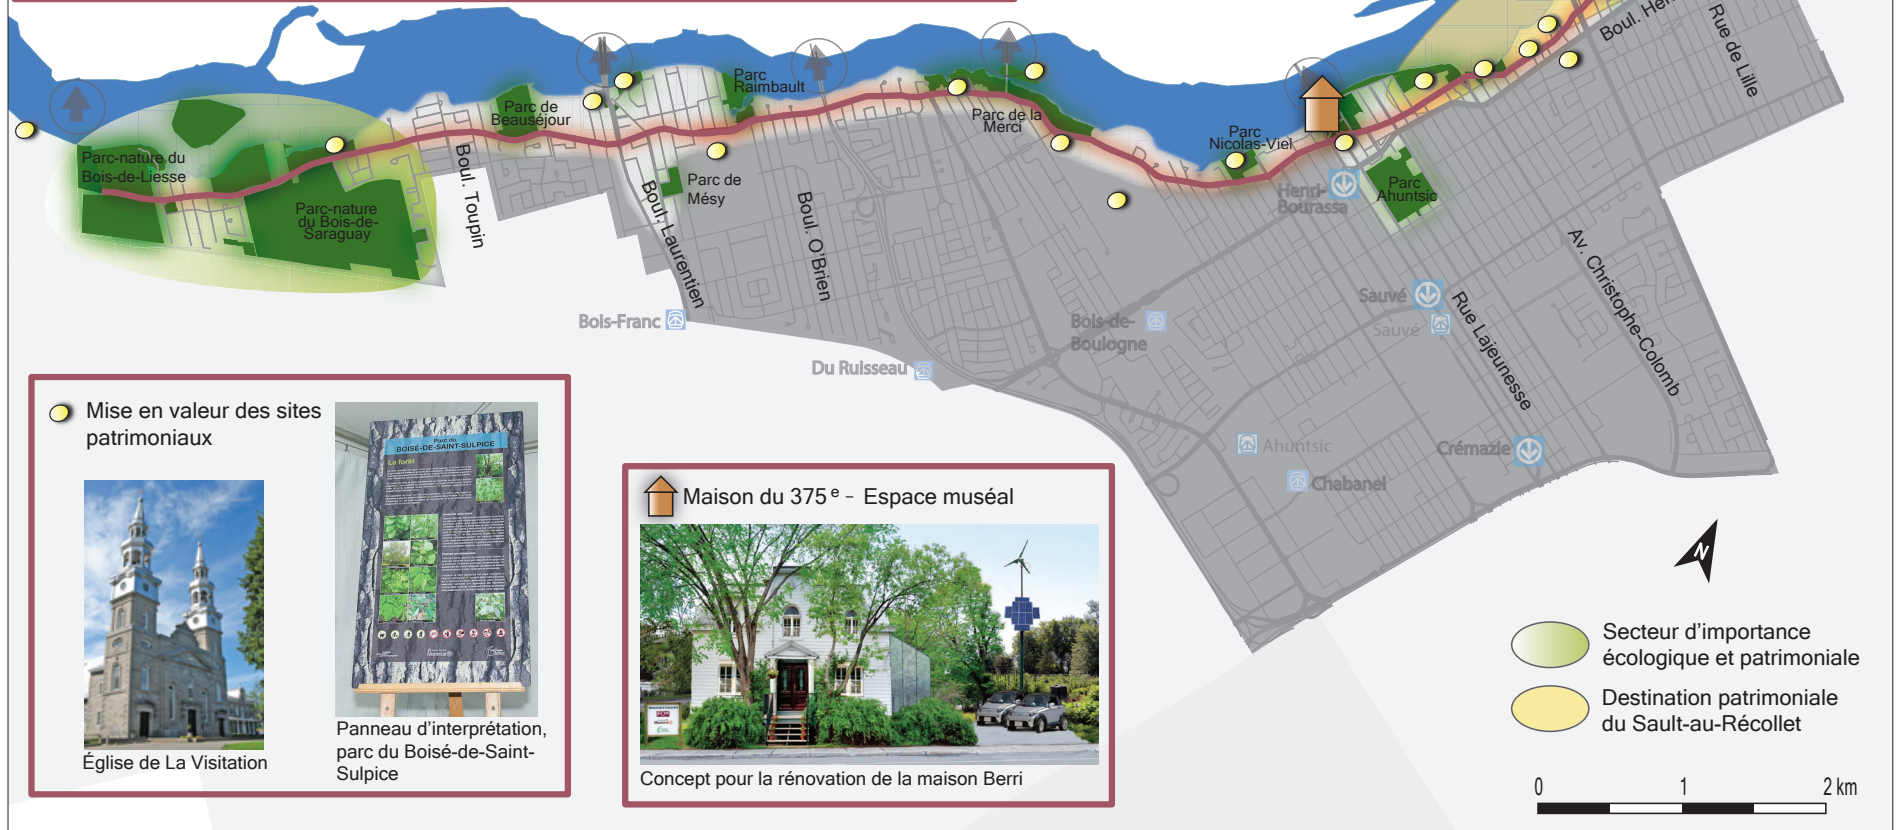 Boul. Hen
Rue de Lille
Parc
Raimbault
Parc de
Beauséjour
Parc de la
Merci
Parc
Nicolas-Viel
Parc-nature du
Bois-de-Liesse
Parc-nature
du Bois-de-
Saraguay
Boul. Toupin
Parc de
Mésy
Boul. Laurentien
Boul. O'Brien
Henri-
Bourassa
Parc
Ahuntsic
Av. Christophe-Colomb
Sauvé
Sauvé
Rue Lajeunesse
Bois-Franc
Bois-de-
Boulogne
Du Ruisseau
Ahuntsic
Chabanel
Crémazie
Mise en valeur des sites
patrimoniaux
Parc du
BOISÉ-DE-SAINT-SULPICE
La forêt
Montréal
Église de La Visitation
Panneau d'interprétation,
parc du Boisé-de-Saint-
Sulpice
Maison du 375e - Espace muséal
Concept pour la rénovation de la maison Berri
N
Secteur d'importance
écologique et patrimoniale
Destination patrimoniale
du Sault-au-Récollet
0 1 2 km